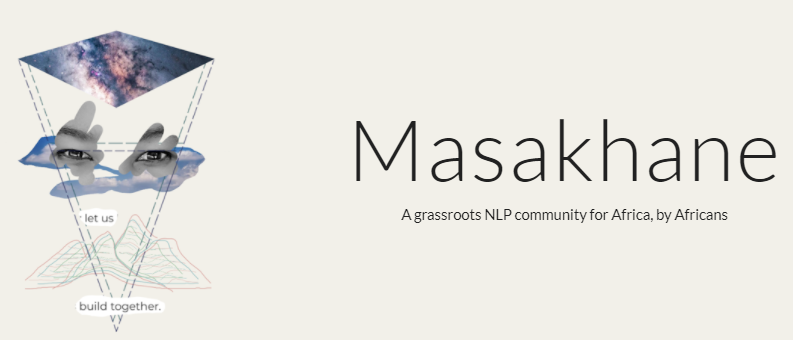 let us
build together.
Masakhane
A grassroots NLP community for Africa, by Africans